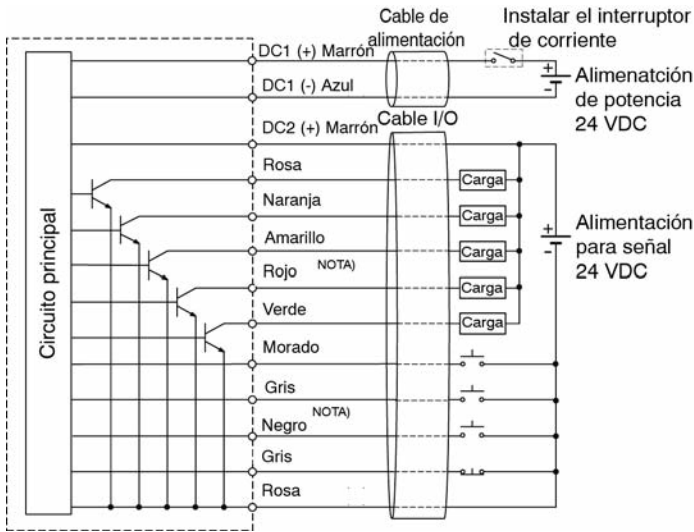 Cable de
alimentación
Instalar el interruptor
de corriente
DC1 (+) Marrón
DC1 (-) Azul
Alimenatción
de potencia
24 VDC
DC2 (+) Marrón
Cable I/O
Rosa
Carga
Naranja
Carga
Amarillo
Carga
Alimentación
para señal
24 VDC
Rojo NOTA)
Carga
Verde
Carga
Morado
Gris
Negro NOTA)
Gris
Rosa
Circuito principal